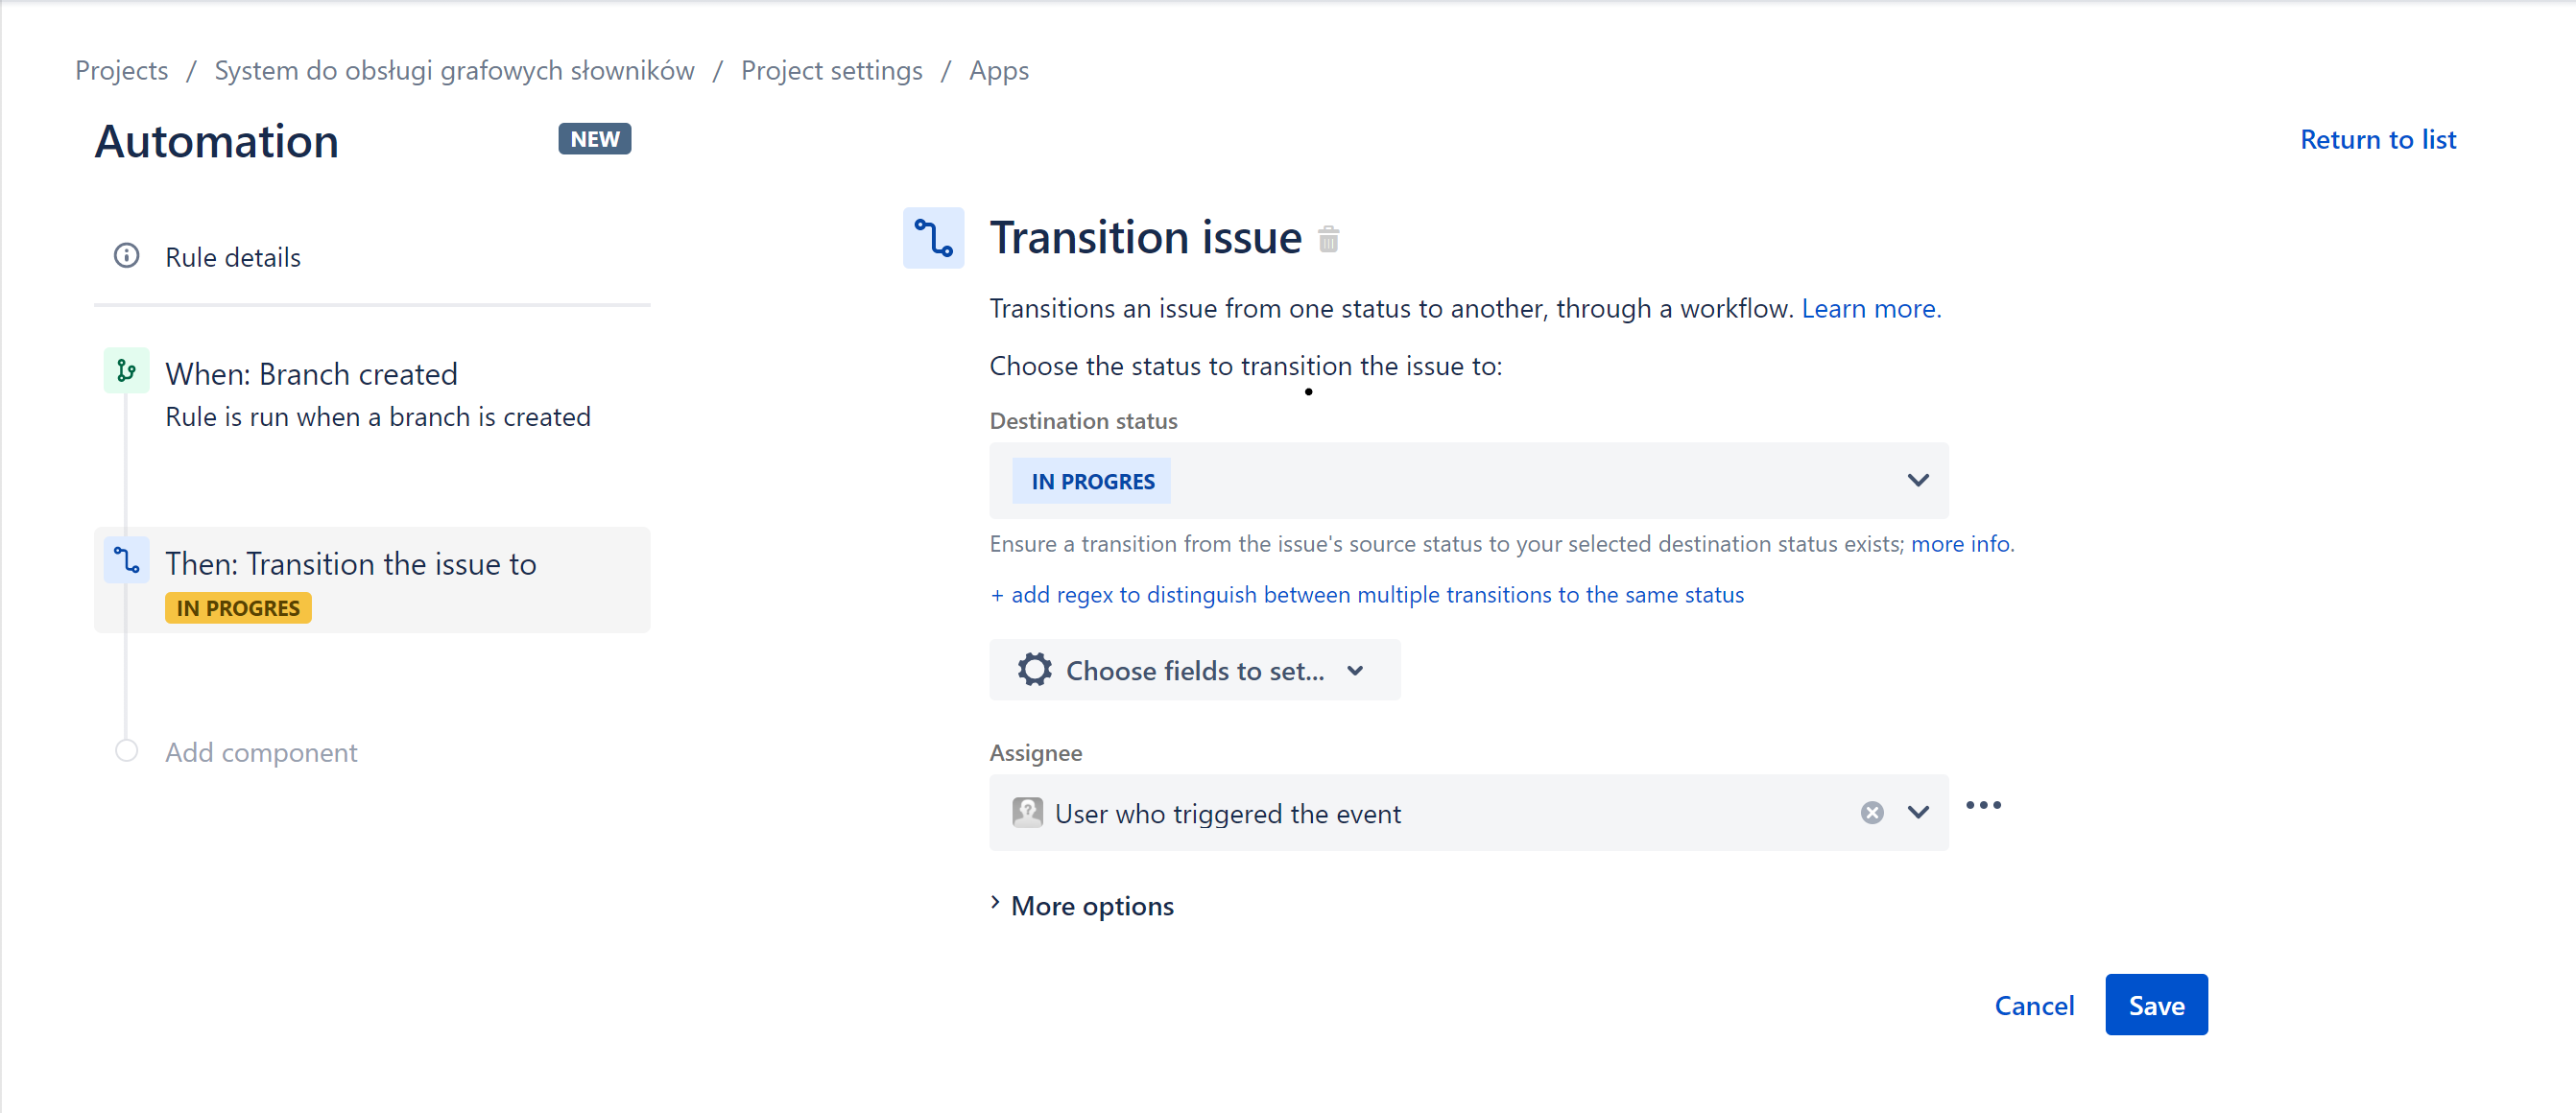 Projects / System do obsługi grafowych słowników / Project settings / Apps
Automation NEW
Return to list
Rule details
When: Branch created
Rule is run when a branch is created
Then: Transition the issue to
IN PROGRES
Add component
Transition issue
Transitions an issue from one status to another, through a workflow. Learn more.
Choose the status to transition the issue to:
Destination status
IN PROGRES
Ensure a transition from the issue's source status to your selected destination status exists; more info.
+ add regex to distinguish between multiple transitions to the same status
Choose fields to set...
Assignee
User who triggered the event
More options
Cancel Save